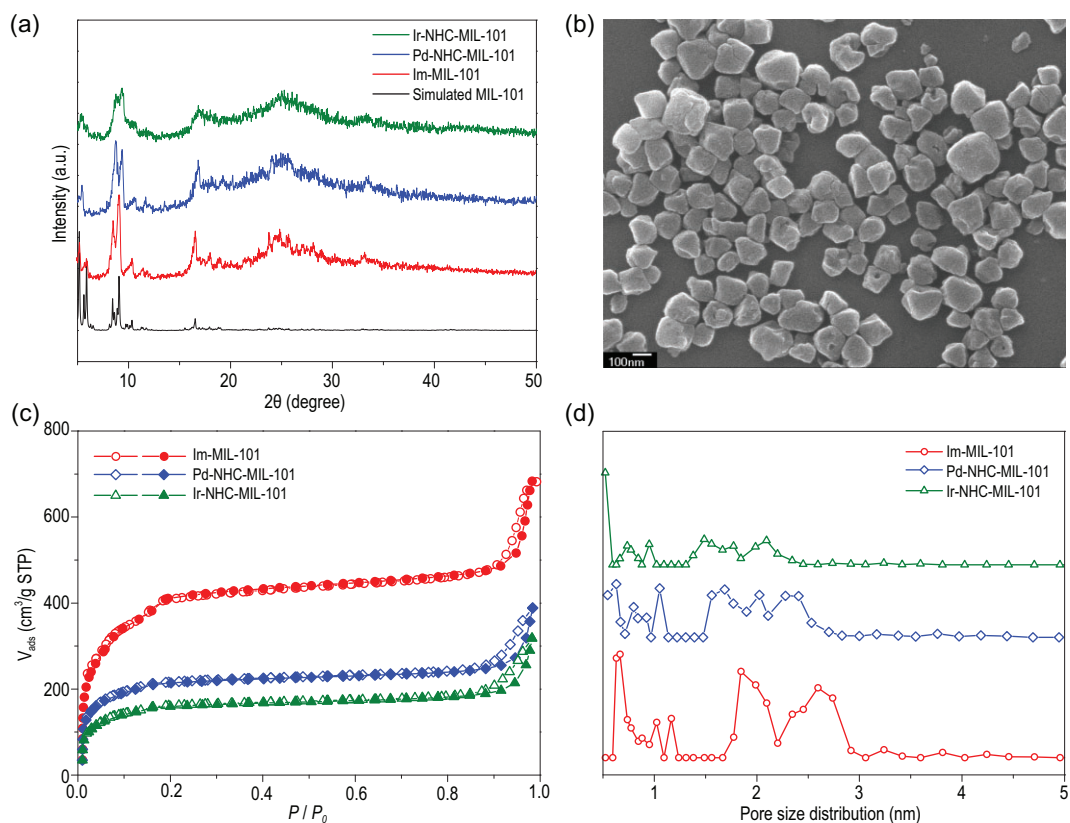 (a)
Ir-NHC-MIL-101
Pd-NHC-MIL-101
Im-MIL-101
Simulated MIL-101
Intensity (a.u.)
10 20 30 40 50
2θ (degree)
(b)
100nm
(c)
800
600
400
200
0
Im-MIL-101
Pd-NHC-MIL-101
Ir-NHC-MIL-101
V_ads (cm³/g STP)
0.0 0.2 0.4 0.6 0.8 1.0
P / P₀
(d)
Im-MIL-101
Pd-NHC-MIL-101
Ir-NHC-MIL-101
1 2 3 4 5
Pore size distribution (nm)